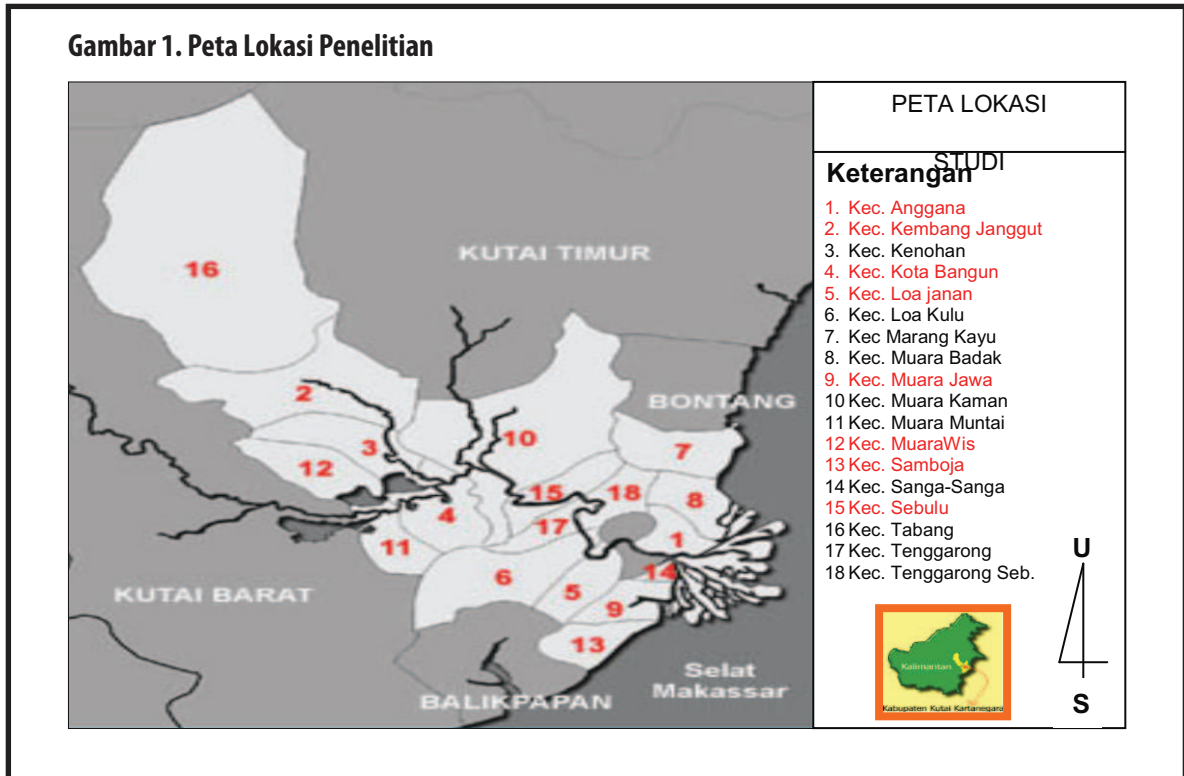 Gambar 1. Peta Lokasi Penelitian
PETA LOKASI
STUDI
Keterangan
1. Kec. Anggana
2. Kec. Kembang Janggut
3. Kec. Kenohan
4. Kec. Kota Bangun
5. Kec. Loa janan
6. Kec. Loa Kulu
7. Kec Marang Kayu
8. Kec. Muara Badak
9. Kec. Muara Jawa
10 Kec. Muara Kaman
11 Kec. Muara Muntai
12 Kec. MuaraWis
13 Kec. Samboja
14 Kec. Sanga-Sanga
15 Kec. Sebulu
16 Kec. Tabang
17 Kec. Tenggarong
18 Kec. Tenggarong Seb.
U
S
Kalimantan
Kabupaten Kutai Kartanegara
KUTAI TIMUR
16
2
BONTANG
3
10
7
12
15
18
8
4
17
1
11
6
5
14
KUTAI BARAT
9
13
Selat
Makassar
BALIKPAPAN